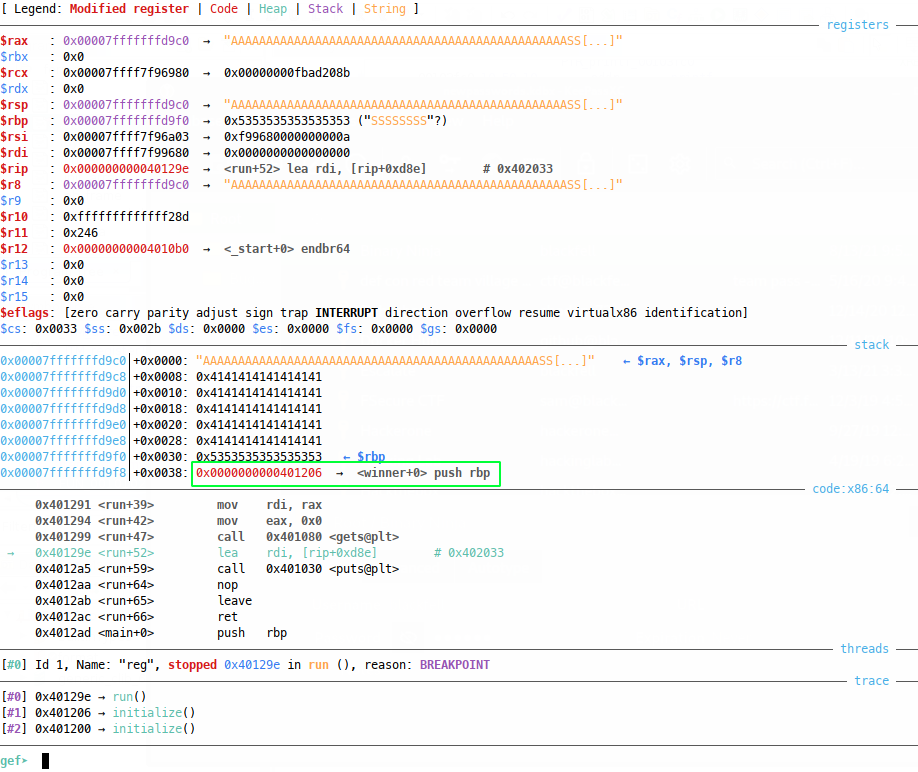 [ Legend: Modified register | Code | Heap | Stack | String ]
registers
$rax   : 0x00007fffffffd9c0  →  "AAAAAAAAAAAAAAAAAAAAAAAAAAAAAAAAAAAAAAAAAAAAAAAASS[...]"
$rbx   : 0x0
$rcx   : 0x00007ffff7f96980  →  0x00000000fbad208b
$rdx   : 0x0
$rsp   : 0x00007fffffffd9c0  →  "AAAAAAAAAAAAAAAAAAAAAAAAAAAAAAAAAAAAAAAAAAAAAAAASS[...]"
$rbp   : 0x00007fffffffd9f0  →  0x5353535353535353 ("SSSSSSSS"?)
$rsi   : 0x00007ffff7f96a03  →  0xf99680000000000a
$rdi   : 0x00007ffff7f99680  →  0x0000000000000000
$rip   : 0x000000000040129e  →  <run+52> lea rdi, [rip+0xd8e]        # 0x402033
$r8    : 0x00007fffffffd9c0  →  "AAAAAAAAAAAAAAAAAAAAAAAAAAAAAAAAAAAAAAAAAAAAAAAASS[...]"
$r9    : 0x0
$r10   : 0xfffffffffffff28d
$r11   : 0x246
$r12   : 0x00000000004010b0  →  <_start+0> endbr64
$r13   : 0x0
$r14   : 0x0
$r15   : 0x0
$eflags: [zero carry parity adjust sign trap INTERRUPT direction overflow resume virtualx86 identification]
$cs: 0x0033 $ss: 0x002b $ds: 0x0000 $es: 0x0000 $fs: 0x0000 $gs: 0x0000
stack
0x00007fffffffd9c0│+0x0000: "AAAAAAAAAAAAAAAAAAAAAAAAAAAAAAAAAAAAAAAAAAAAAAAASS[...]"    ← $rax, $rsp, $r8
0x00007fffffffd9c8│+0x0008: 0x4141414141414141
0x00007fffffffd9d0│+0x0010: 0x4141414141414141
0x00007fffffffd9d8│+0x0018: 0x4141414141414141
0x00007fffffffd9e0│+0x0020: 0x4141414141414141
0x00007fffffffd9e8│+0x0028: 0x4141414141414141
0x00007fffffffd9f0│+0x0030: 0x5353535353535353   ← $rbp
0x00007fffffffd9f8│+0x0038: 0x0000000000401206  →  <winner+0> push rbp
code:x86:64
0x401291 <run+39>         mov    rdi, rax
0x401294 <run+42>         mov    eax, 0x0
0x401299 <run+47>         call   0x401080 <gets@plt>
→   0x40129e <run+52>         lea    rdi, [rip+0xd8e]        # 0x402033
0x4012a5 <run+59>         call   0x401030 <puts@plt>
0x4012aa <run+64>         nop
0x4012ab <run+65>         leave
0x4012ac <run+66>         ret
0x4012ad <main+0>         push   rbp
threads
[#0] Id 1, Name: "reg", stopped 0x40129e in run (), reason: BREAKPOINT
trace
[#0] 0x40129e → run()
[#1] 0x401206 → initialize()
[#2] 0x401200 → initialize()
gef➤